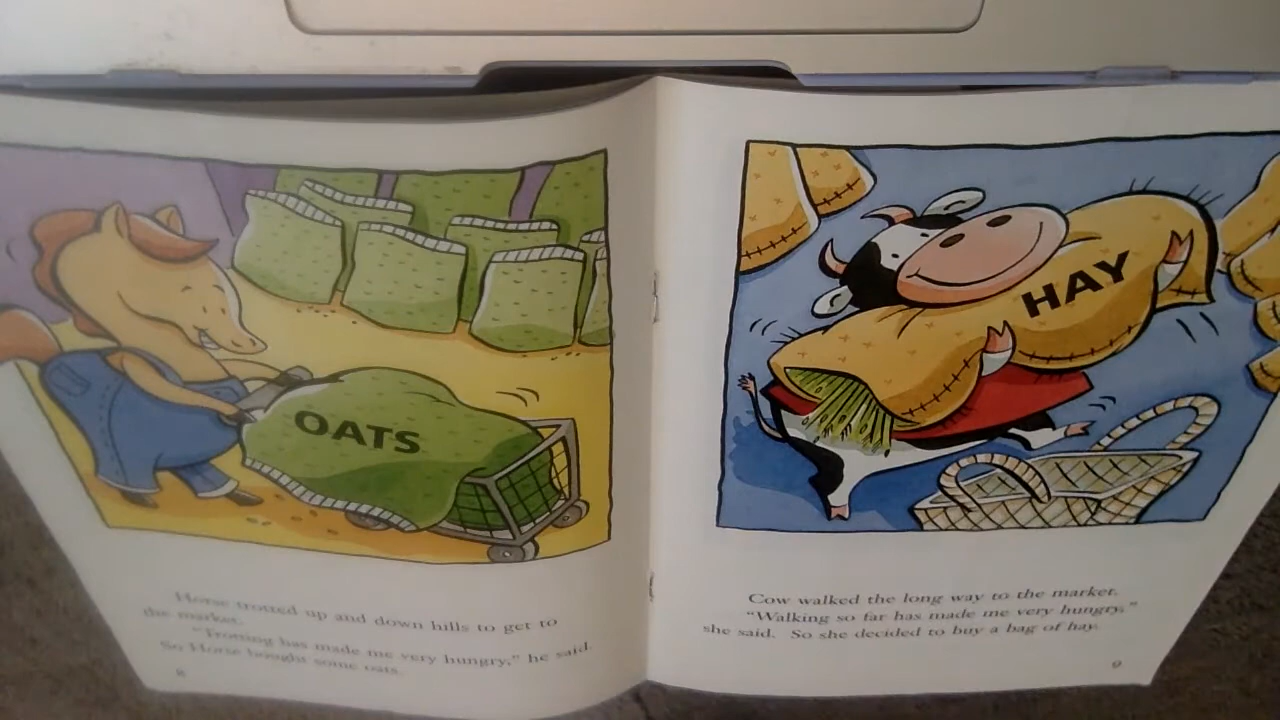 OATS
Horse trotted up and down hills to get to
the market.
"Trotting has made me very hungry," he said.
So Horse bought some oats.
8
HAY
Cow walked the long way to the market.
"Walking so far has made me very hungry,"
she said. So she decided to buy a bag of hay.
9